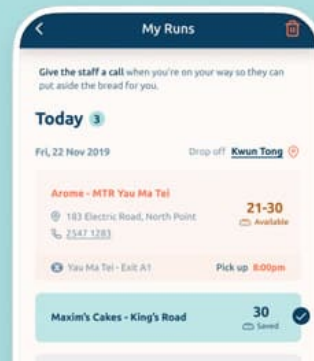 My Runs
Give the staff a call when you're on your way so they can
put aside the bread for you.
Today 3
Fri, 22 Nov 2019 Drop off Kwun Tong
Arome - MTR Yau Ma Tei
21-30
183 Electric Road, North Point
Available
2547 1283
Yau Ma Tei - Exit A1 Pick up 8:00pm
Maxim's Cakes - King's Road
30
Saved